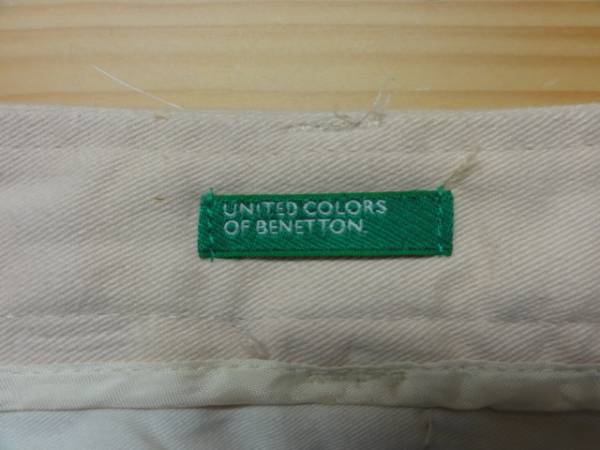 UNITED COLORS
OF BENETTON.